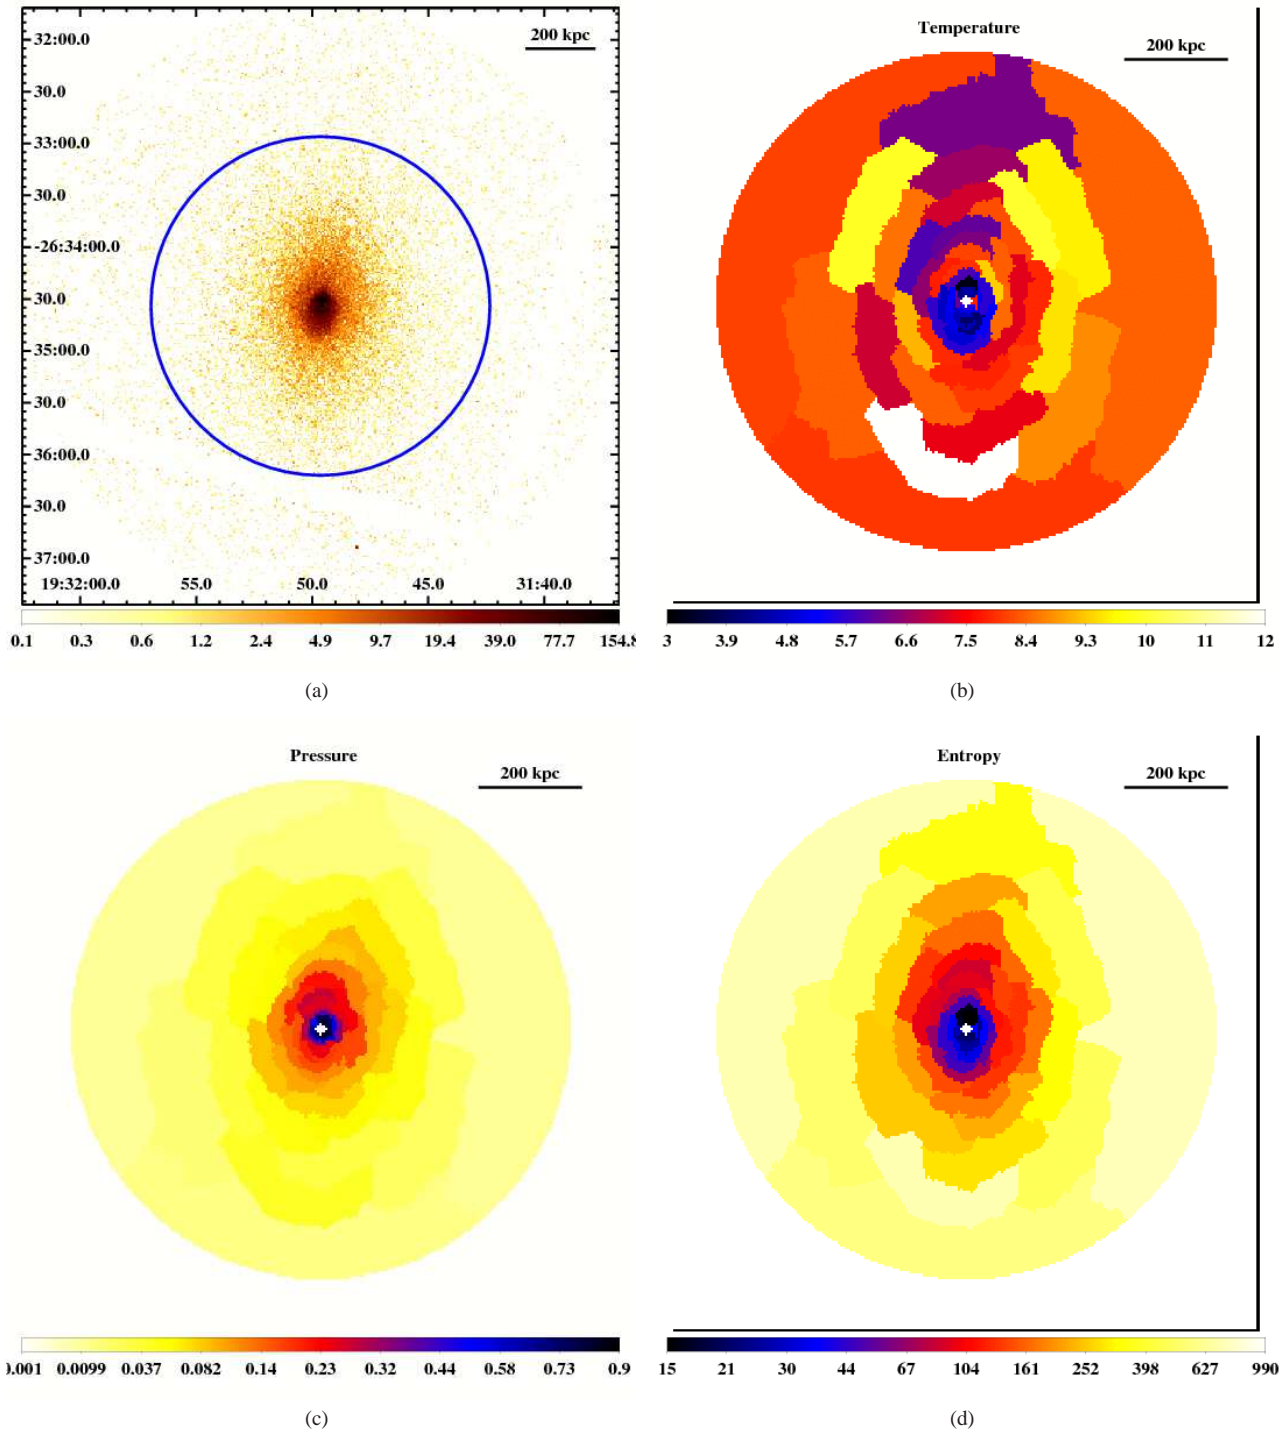 200 kpc
32:00.0
30.0
33:00.0
30.0
-26:34:00.0
30.0
35:00.0
30.0
36:00.0
30.0
37:00.0
19:32:00.0 55.0 50.0 45.0 31:40.0
0.1 0.3 0.6 1.2 2.4 4.9 9.7 19.4 39.0 77.7 154.8
(a)
Temperature
200 kpc
3 3.9 4.8 5.7 6.6 7.5 8.4 9.3 10 11 12
(b)
Pressure
200 kpc
0.001 0.0099 0.037 0.082 0.14 0.23 0.32 0.44 0.58 0.73 0.9
(c)
Entropy
200 kpc
15 21 30 44 67 104 161 252 398 627 990
(d)